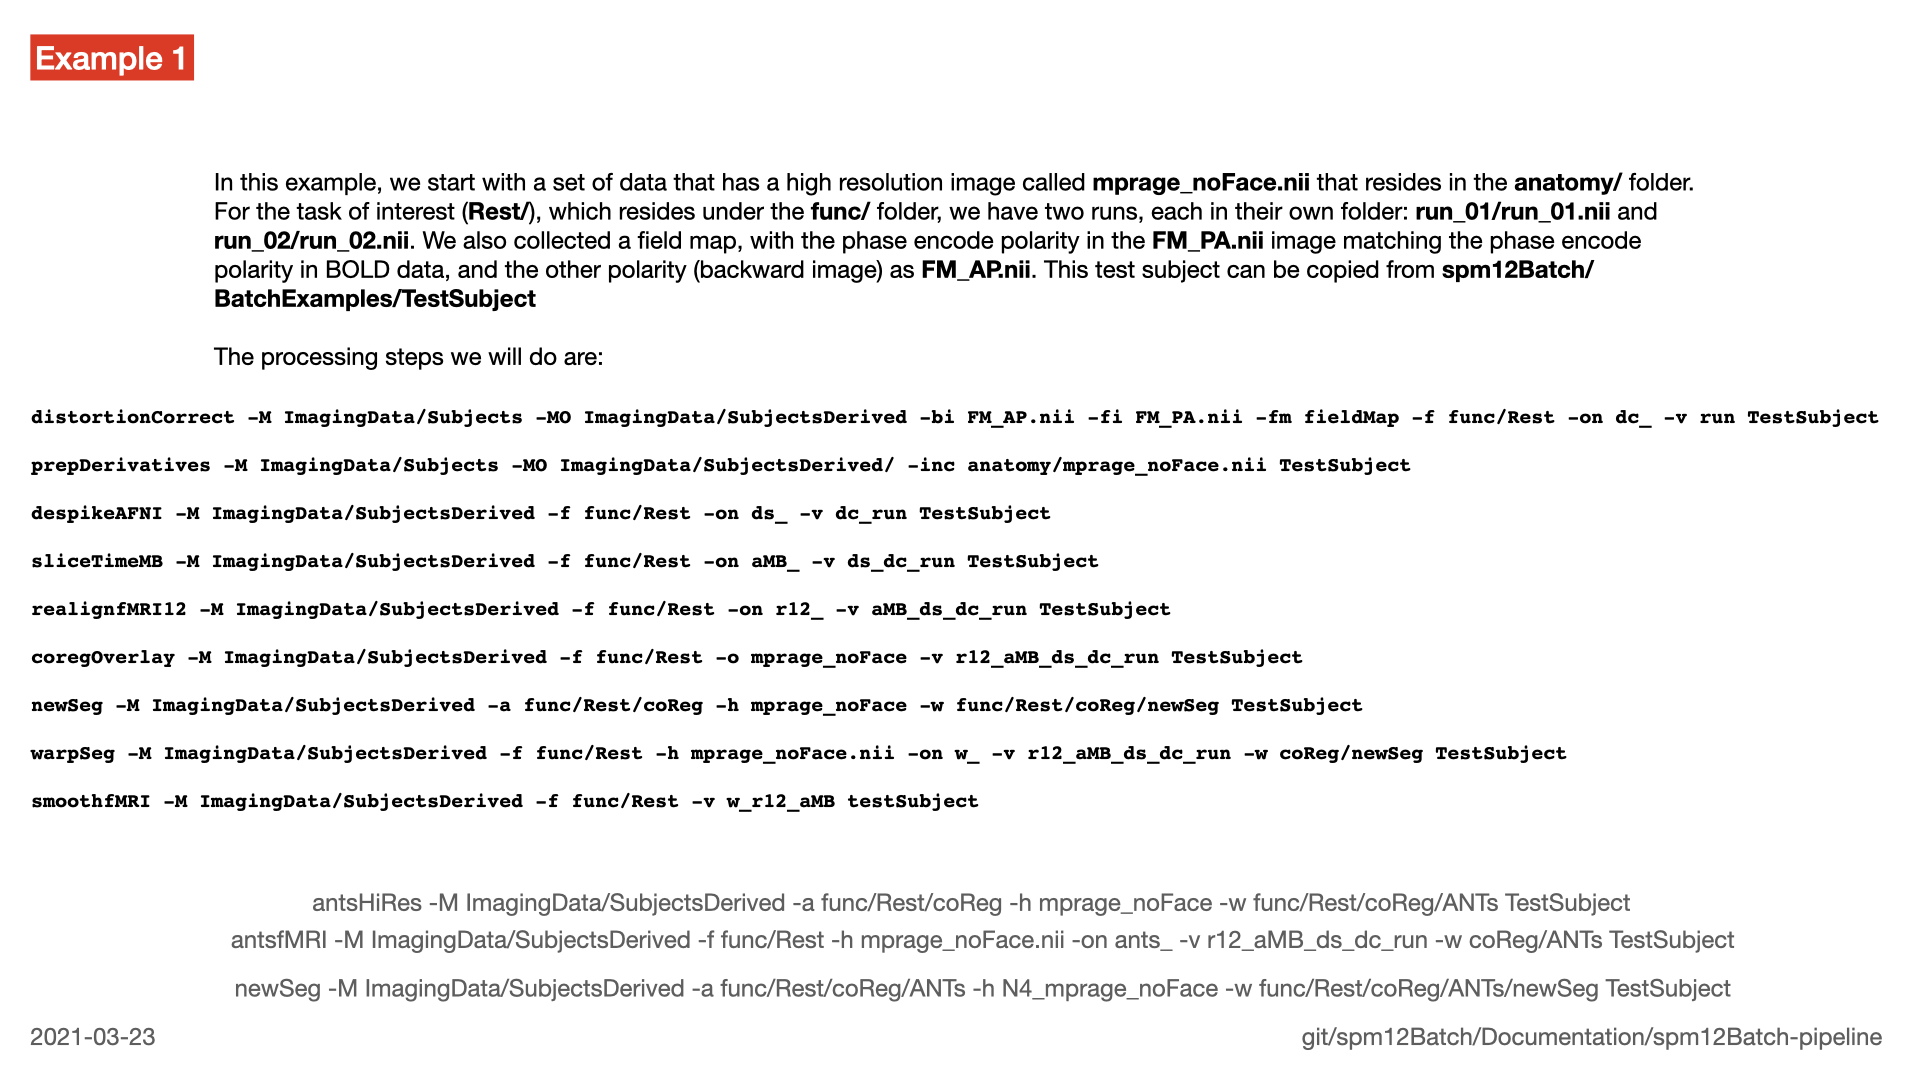 Example 1
In this example, we start with a set of data that has a high resolution image called mprage_noFace.nii that resides in the anatomy/ folder.
For the task of interest (Rest/), which resides under the func/ folder, we have two runs, each in their own folder: run_01/run_01.nii and
run_02/run_02.nii. We also collected a field map, with the phase encode polarity in the FM_PA.nii image matching the phase encode
polarity in BOLD data, and the other polarity (backward image) as FM_AP.nii. This test subject can be copied from spm12Batch/
BatchExamples/TestSubject
The processing steps we will do are:
distortionCorrect -M ImagingData/Subjects -MO ImagingData/SubjectsDerived -bi FM_AP.nii -fi FM_PA.nii -fm fieldMap -f func/Rest -on dc_ -v run TestSubject
prepDerivatives -M ImagingData/Subjects -MO ImagingData/SubjectsDerived/ -inc anatomy/mprage_noFace.nii TestSubject
despikeAFNI -M ImagingData/SubjectsDerived -f func/Rest -on ds_ -v dc_run TestSubject
sliceTimeMB -M ImagingData/SubjectsDerived -f func/Rest -on aMB_ -v ds_dc_run TestSubject
realignfMRI12 -M ImagingData/SubjectsDerived -f func/Rest -on r12_ -v aMB_ds_dc_run TestSubject
coregOverlay -M ImagingData/SubjectsDerived -f func/Rest -o mprage_noFace -v r12_aMB_ds_dc_run TestSubject
newSeg -M ImagingData/SubjectsDerived -a func/Rest/coReg -h mprage_noFace -w func/Rest/coReg/newSeg TestSubject
warpSeg -M ImagingData/SubjectsDerived -f func/Rest -h mprage_noFace.nii -on w_ -v r12_aMB_ds_dc_run -w coReg/newSeg TestSubject
smoothfMRI -M ImagingData/SubjectsDerived -f func/Rest -v w_r12_aMB testSubject
antsHiRes -M ImagingData/SubjectsDerived -a func/Rest/coReg -h mprage_noFace -w func/Rest/coReg/ANTs TestSubject
antsfMRI -M ImagingData/SubjectsDerived -f func/Rest -h mprage_noFace.nii -on ants_ -v r12_aMB_ds_dc_run -w coReg/ANTs TestSubject
newSeg -M ImagingData/SubjectsDerived -a func/Rest/coReg/ANTs -h N4_mprage_noFace -w func/Rest/coReg/ANTs/newSeg TestSubject
2021-03-23
git/spm12Batch/Documentation/spm12Batch-pipeline